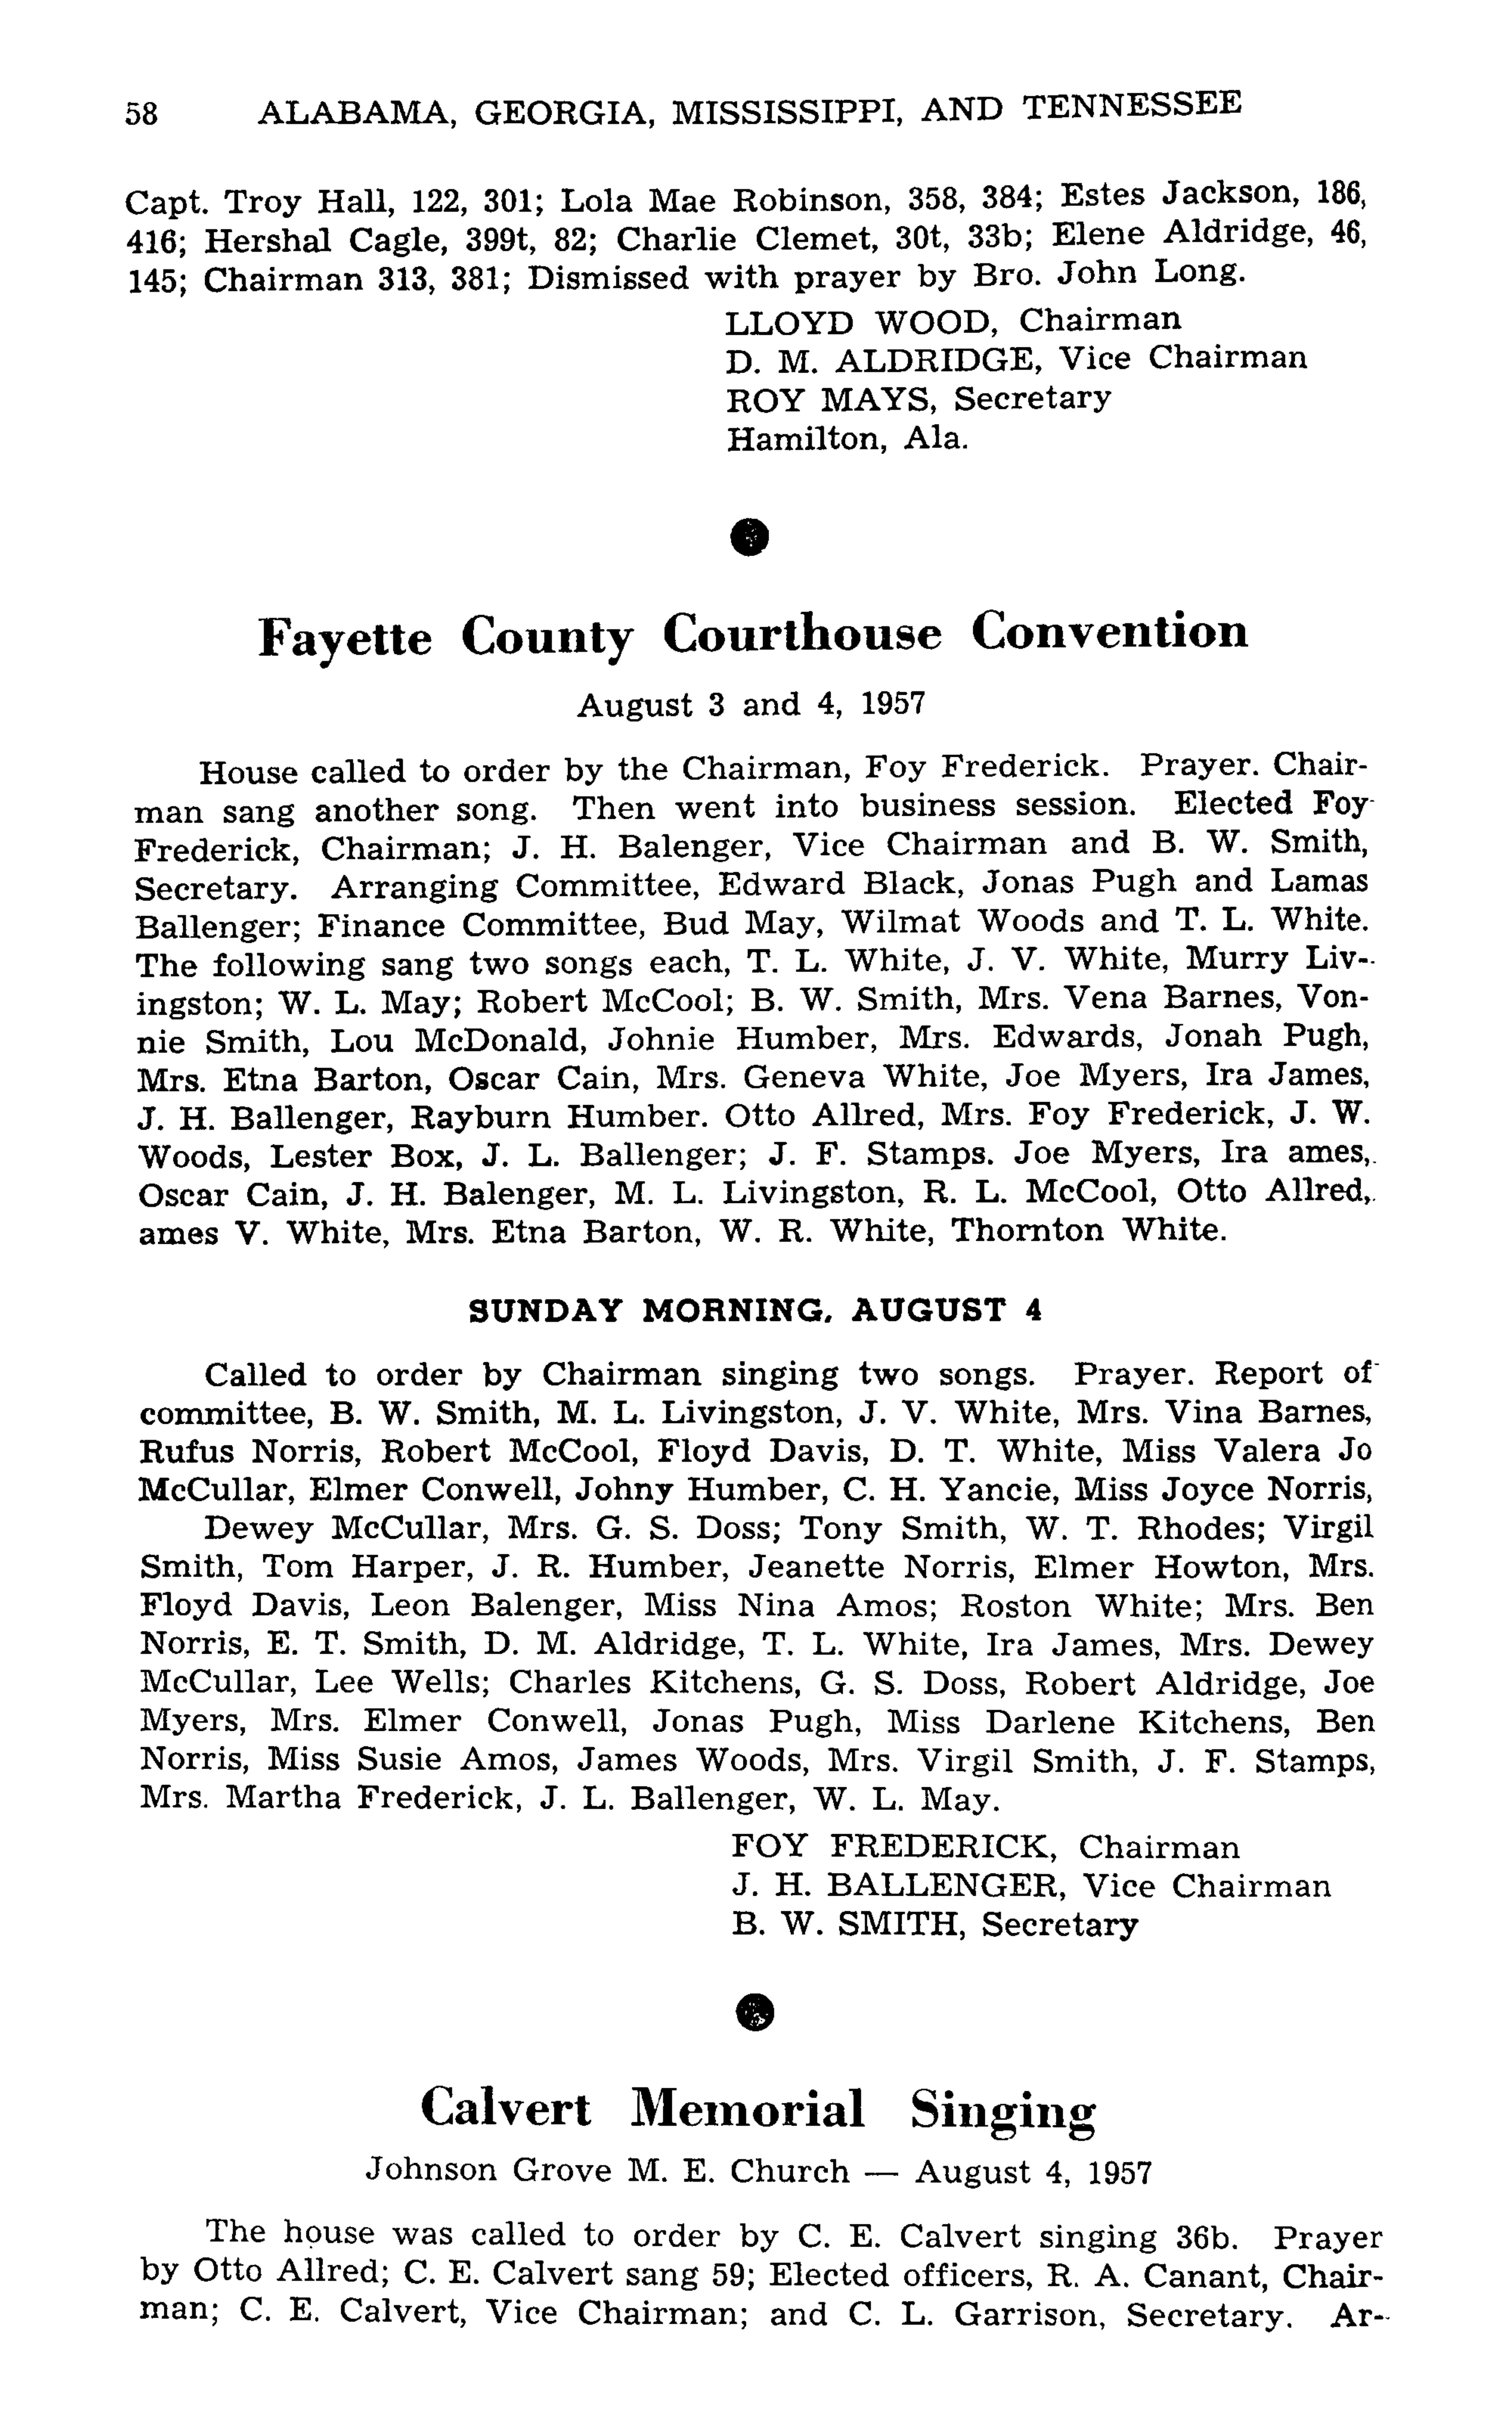 58 ALABAMA, GEORGIA, MISSISSIPPI, AND TENNESSEE
Capt. Troy Hall, 122, 301; Lola Mae Robinson, 358, 384; Estes Jackson, 186,
416; Hershal Cagle, 399t, 82; Charlie Clemet, 30t, 33b; Elene Aldridge, 46,
145; Chairman 313, 381; Dismissed with prayer by Bro. John Long.
LLOYD WOOD, Chairman
D. M. ALDRIDGE, Vice Chairman
ROY MAYS, Secretary
Hamilton, Ala.
Fayette County Courthouse Convention
August 3 and 4, 1957
House called to order by the Chairman, Foy Frederick. Prayer. Chair-
man sang another song. Then went into business session. Elected Foy
Frederick, Chairman; J. H. Balenger, Vice Chairman and B. W. Smith,
Secretary. Arranging Committee, Edward Black, Jonas Pugh and Lamas
Ballenger; Finance Committee, Bud May, Wilmat Woods and T. L. White.
The following sang two songs each, T. L. White, J. V. White, Murry Liv-
ingston; W. L. May; Robert McCool; B. W. Smith, Mrs. Vena Barnes, Von-
nie Smith, Lou McDonald, Johnie Humber, Mrs. Edwards, Jonah Pugh,
Mrs. Etna Barton, Oscar Cain, Mrs. Geneva White, Joe Myers, Ira James,
J. H. Ballenger, Rayburn Humber. Otto Allred, Mrs. Foy Frederick, J. W.
Woods, Lester Box, J. L. Ballenger; J. F. Stamps. Joe Myers, Ira ames,
Oscar Cain, J. H. Balenger, M. L. Livingston, R. L. McCool, Otto Allred,
ames V. White, Mrs. Etna Barton, W. R. White, Thornton White.
SUNDAY MORNING, AUGUST 4
Called to order by Chairman singing two songs. Prayer. Report of
committee, B. W. Smith, M. L. Livingston, J. V. White, Mrs. Vina Barnes,
Rufus Norris, Robert McCool, Floyd Davis, D. T. White, Miss Valera Jo
McCullar, Elmer Conwell, Johny Humber, C. H. Yancie, Miss Joyce Norris,
Dewey McCullar, Mrs. G. S. Doss; Tony Smith, W. T. Rhodes; Virgil
Smith, Tom Harper, J. R. Humber, Jeanette Norris, Elmer Howton, Mrs.
Floyd Davis, Leon Balenger, Miss Nina Amos; Roston White; Mrs. Ben
Norris, E. T. Smith, D. M. Aldridge, T. L. White, Ira James, Mrs. Dewey
McCullar, Lee Wells; Charles Kitchens, G. S. Doss, Robert Aldridge, Joe
Myers, Mrs. Elmer Conwell, Jonas Pugh, Miss Darlene Kitchens, Ben
Norris, Miss Susie Amos, James Woods, Mrs. Virgil Smith, J. F. Stamps,
Mrs. Martha Frederick, J. L. Ballenger, W. L. May.
FOY FREDERICK, Chairman
J. H. BALLENGER, Vice Chairman
B. W. SMITH, Secretary
Calvert Memorial Singing
Johnson Grove M. E. Church — August 4, 1957
The house was called to order by C. E. Calvert singing 36b. Prayer
by Otto Allred; C. E. Calvert sang 59; Elected officers, R. A. Canant, Chair-
man; C. E. Calvert, Vice Chairman; and C. L. Garrison, Secretary. Ar-